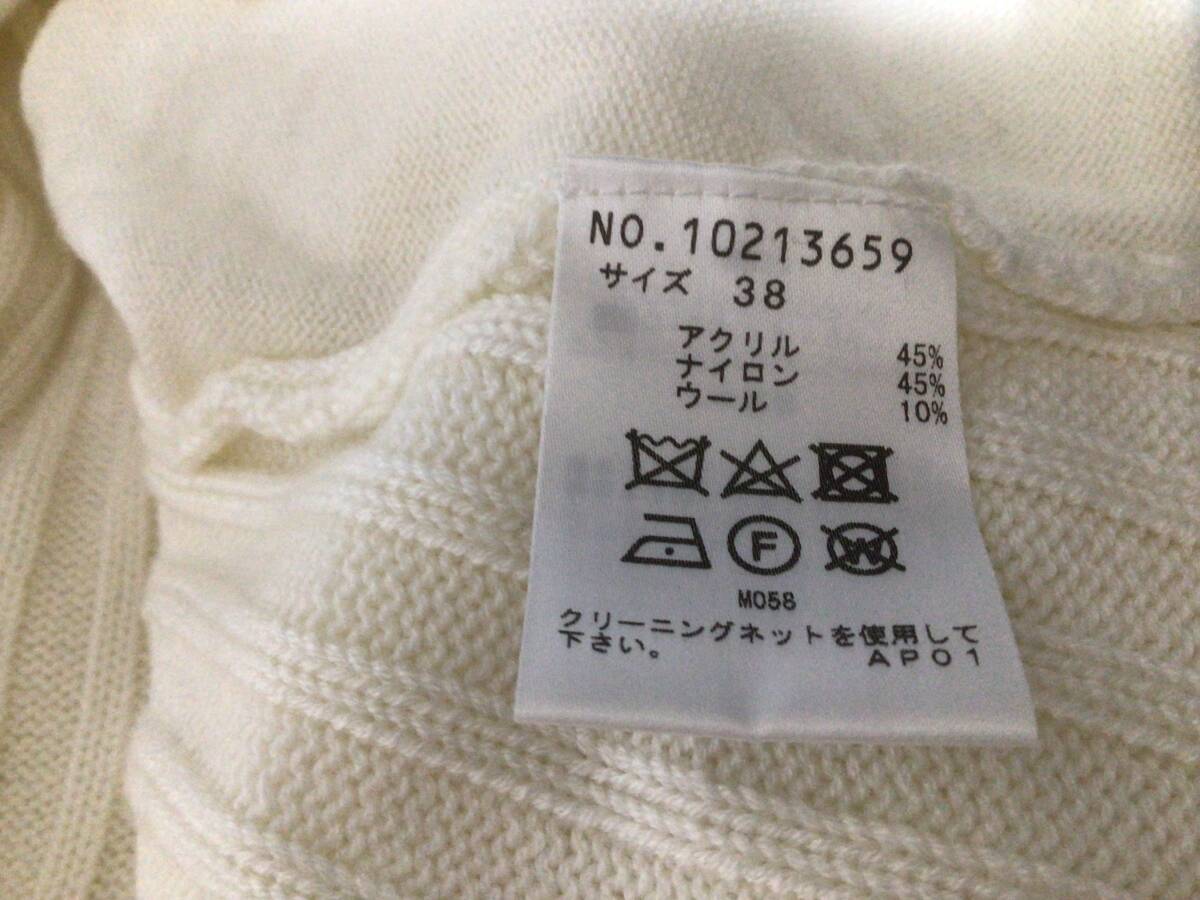 NO.10213659
サイズ 38
アクリル 45%
ナイロン 45%
ウール 10%
F W
M058
クリーニングネットを使用して
下さい。 AP01